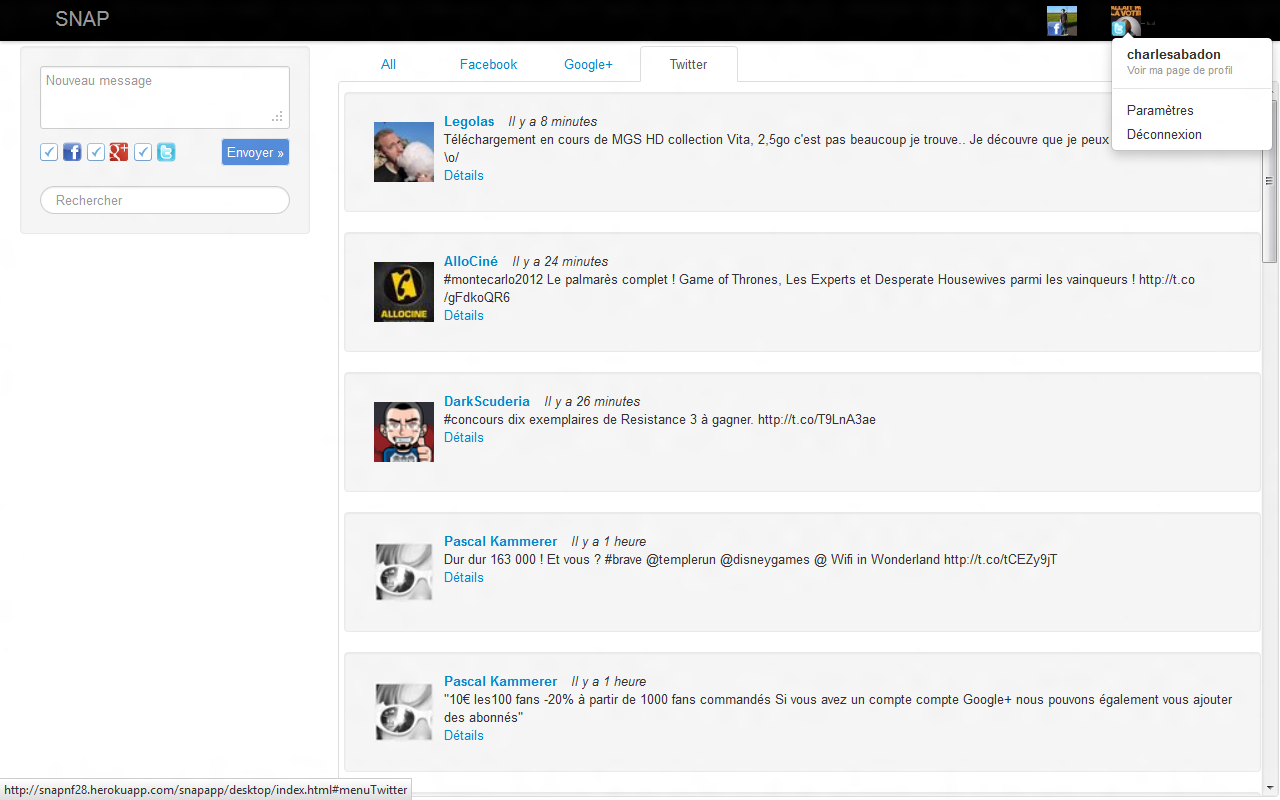 SNAP
charlesabadon
Voir ma page de profil
Paramètres
Déconnexion
Nouveau message
Envoyer »
Rechercher
All
Facebook
Google+
Twitter
Legolas Il y a 8 minutes
Téléchargement en cours de MGS HD collection Vita, 2,5go c'est pas beaucoup je trouve.. Je découvre que je peux
\o/
Détails
AlloCiné Il y a 24 minutes
#montecarlo2012 Le palmarès complet ! Game of Thrones, Les Experts et Desperate Housewives parmi les vainqueurs ! http://t.co
/gFdkoQR6
Détails
ALLOCINE
DarkScuderia Il y a 26 minutes
#concours dix exemplaires de Resistance 3 à gagner. http://t.co/T9LnA3ae
Détails
Pascal Kammerer Il y a 1 heure
Dur dur 163 000 ! Et vous ? #brave @templerun @disneygames @ Wifi in Wonderland http://t.co/tCEZy9jT
Détails
Pascal Kammerer Il y a 1 heure
"10€ les100 fans -20% à partir de 1000 fans commandés Si vous avez un compte compte Google+ nous pouvons également vous ajouter
des abonnés"
Détails
http://snapnf28.herokuapp.com/snapapp/desktop/index.html#menuTwitter